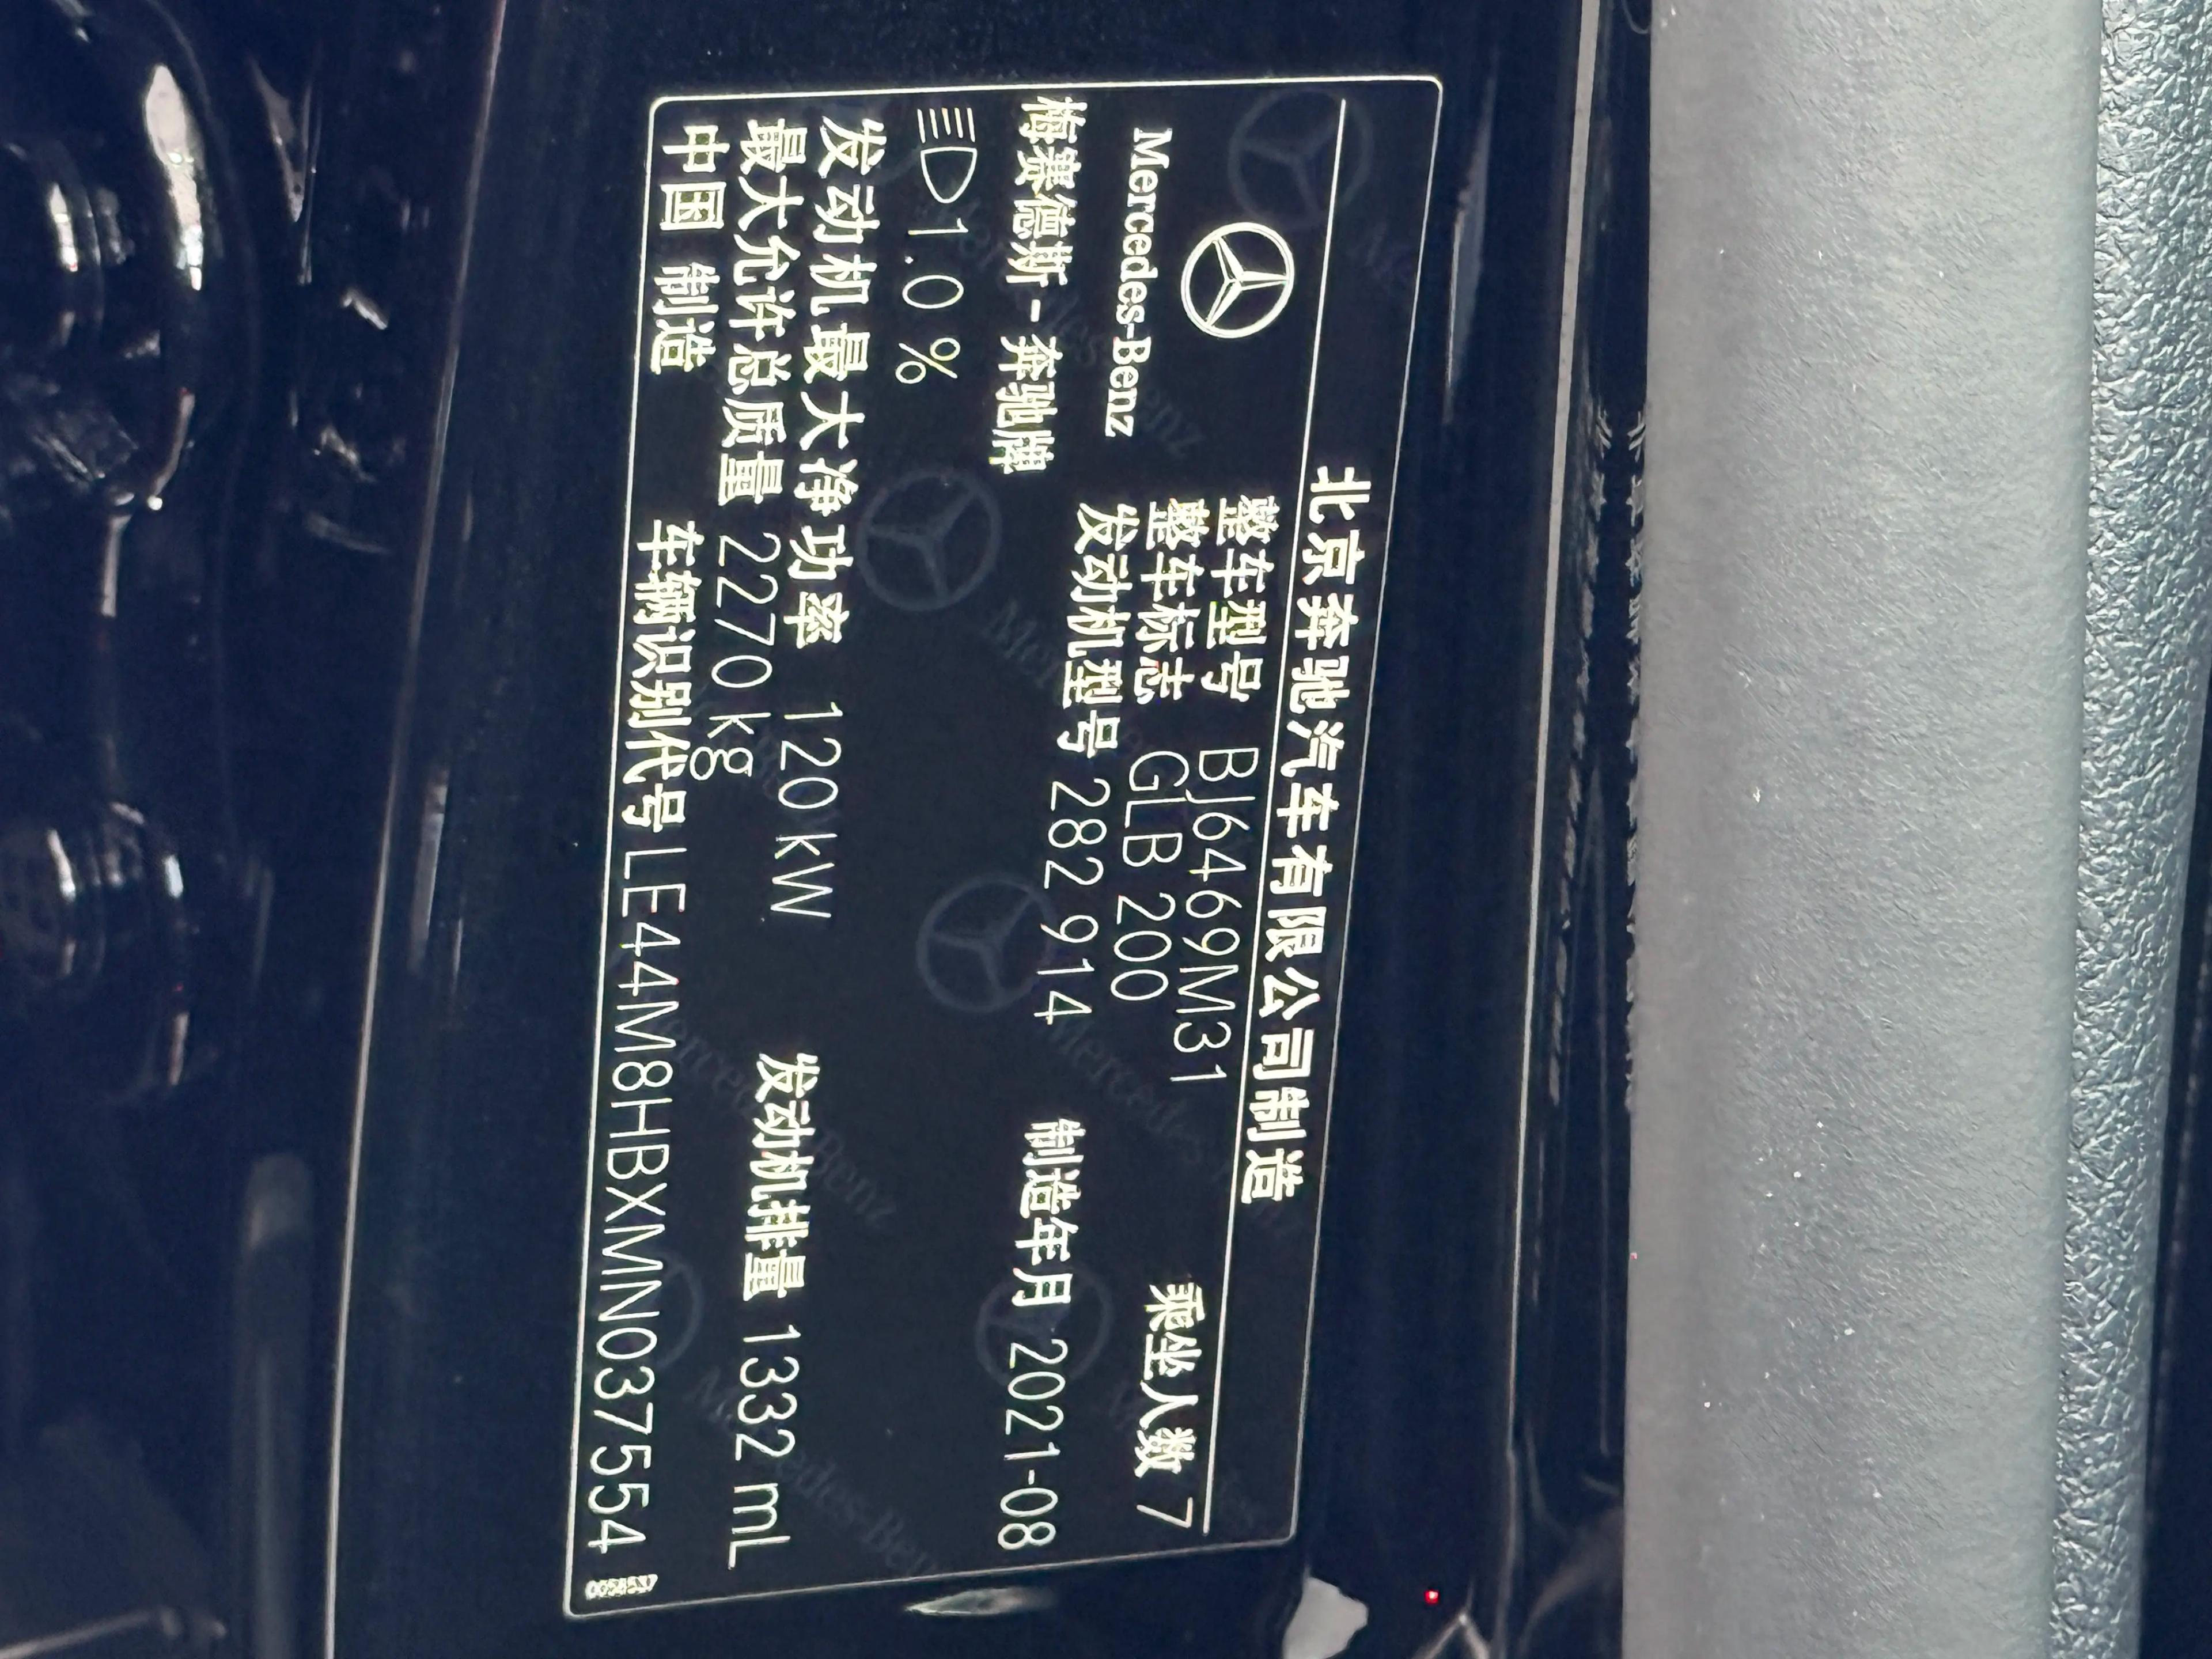 北京奔驰汽车有限公司制造
Mercedes-Benz
梅赛德斯-奔驰牌
整车型号 BJ6469M31
整车标志 GLB 200
乘坐人数 7
发动机型号 282 914
制造年月 2021-08
1.0 %
发动机最大净功率 120 kW
发动机排量 1332 mL
最大允许总质量 2270 kg
中国 制造
车辆识别代号 LE44M8HBXMN037554
0058537